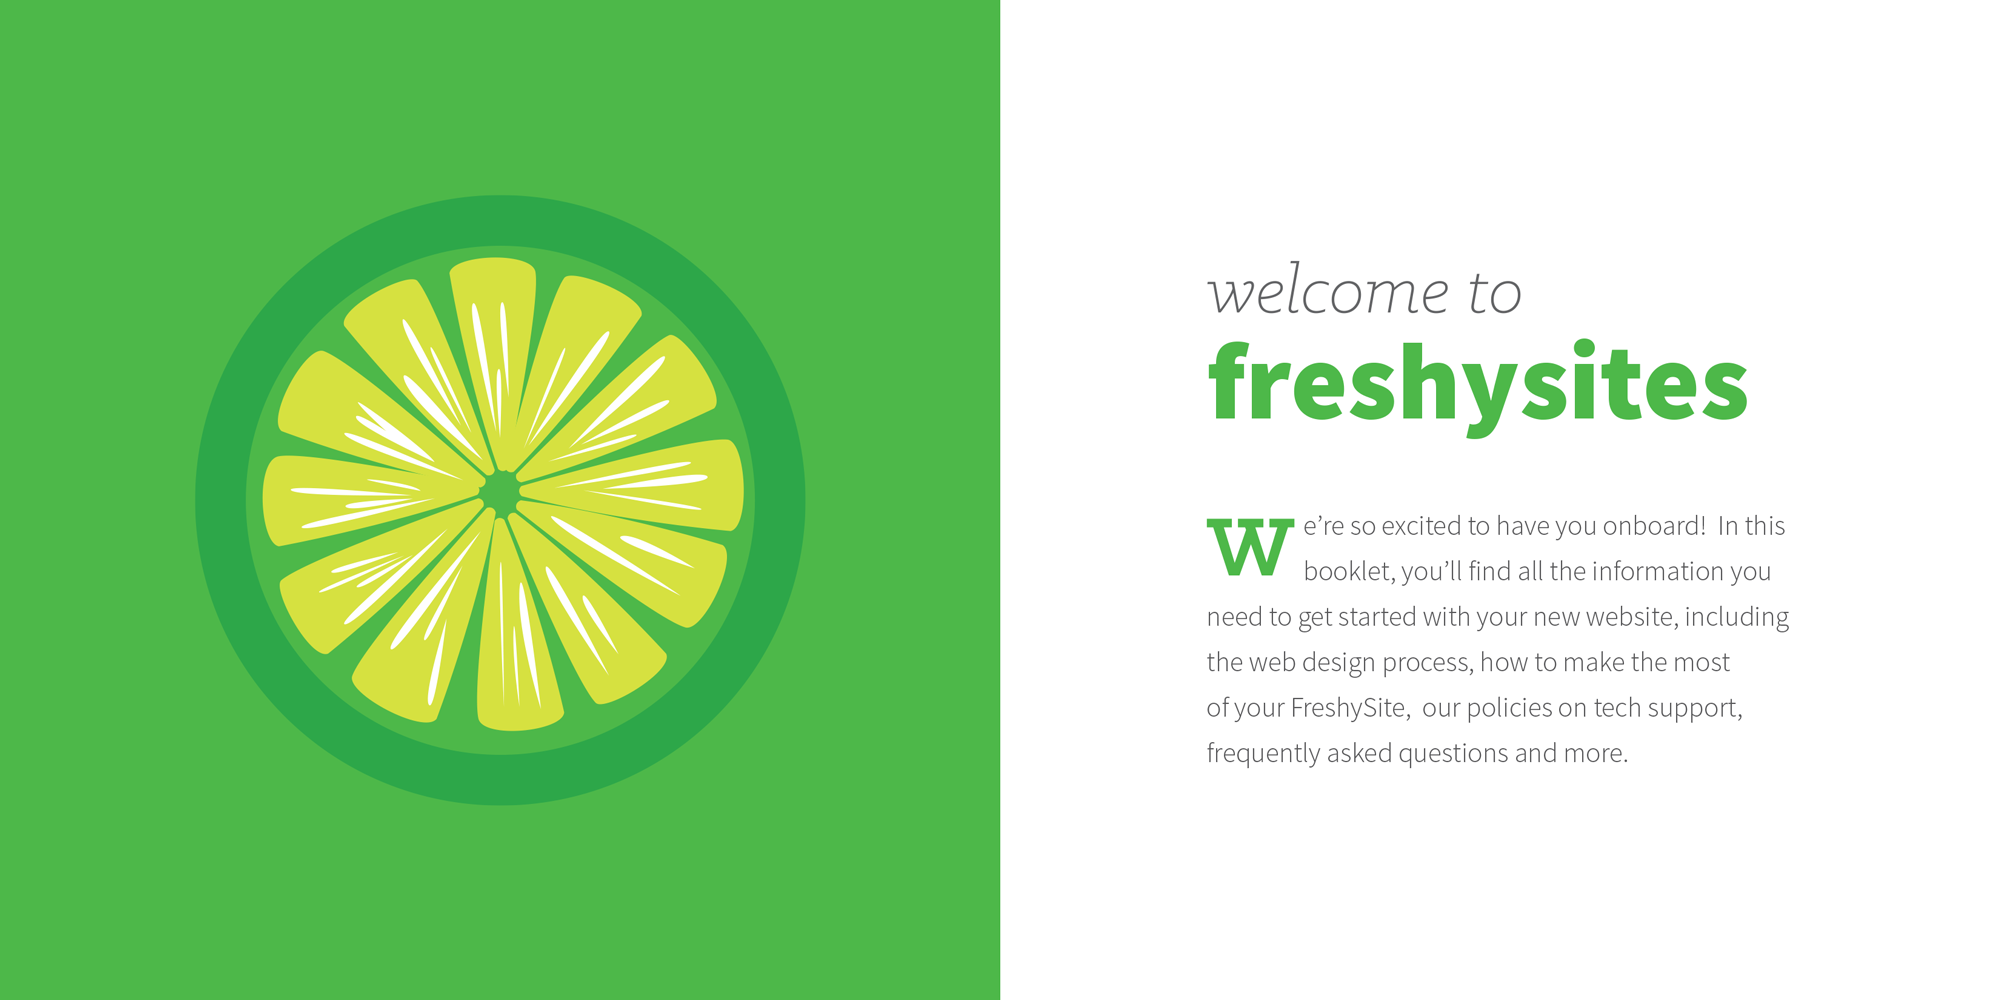 welcome to
freshysites
We’re so excited to have you onboard!  In this
booklet, you’ll find all the information you
need to get started with your new website, including
the web design process, how to make the most
of your FreshySite,  our policies on tech support,
frequently asked questions and more.